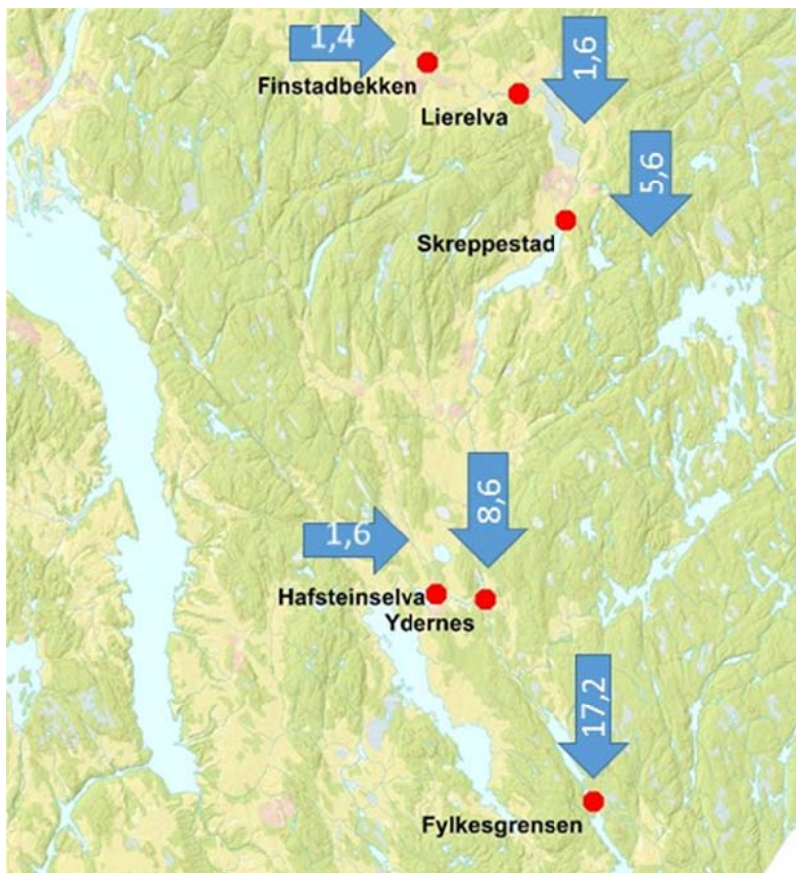 1,4
Finstadbekken
1,6
Lierelva
5,6
Skreppestad
8,6
1,6
Hafsteinselva
Ydernes
17,2
Fylkesgrensen